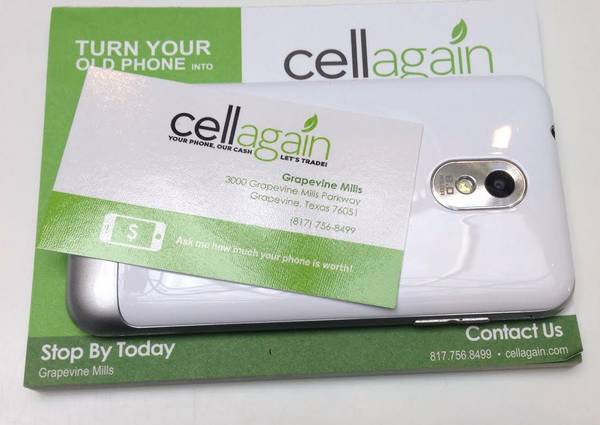 TURN YOUR
OLD PHONE INTO
cellagain
cellagain
YOUR PHONE, OUR CASH LET'S TRADE!
Grapevine Mills
3000 Grapevine Mills Parkway
Grapevine, Texas 76051
(817) 756-8499
$
Ask me how much your phone is worth!
Stop By Today
Grapevine Mills
Contact Us
817.756.8499 • cellagain.com